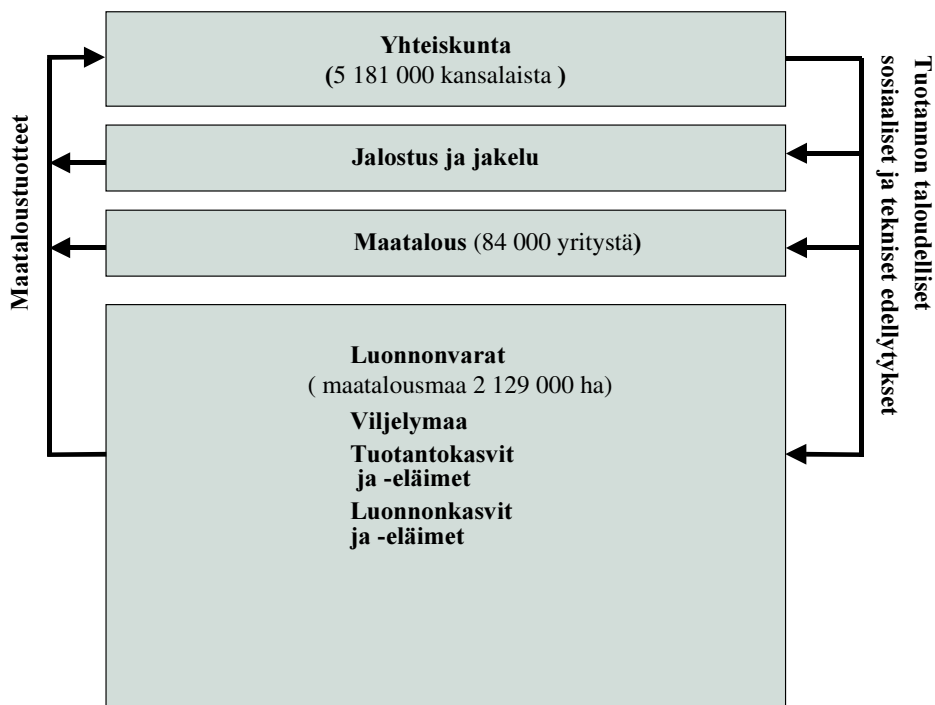 Yhteiskunta
(5 181 000 kansalaista )
Jalostus ja jakelu
Maatalous (84 000 yritystä)
Luonnonvarat
( maatalousmaa 2 129 000 ha)
Viljelymaa
Tuotantokasvit
ja -eläimet
Luonnonkasvit
ja -eläimet
Maataloustuotteet
Tuotannon taloudelliset
sosiaaliset ja tekniset edellytykset